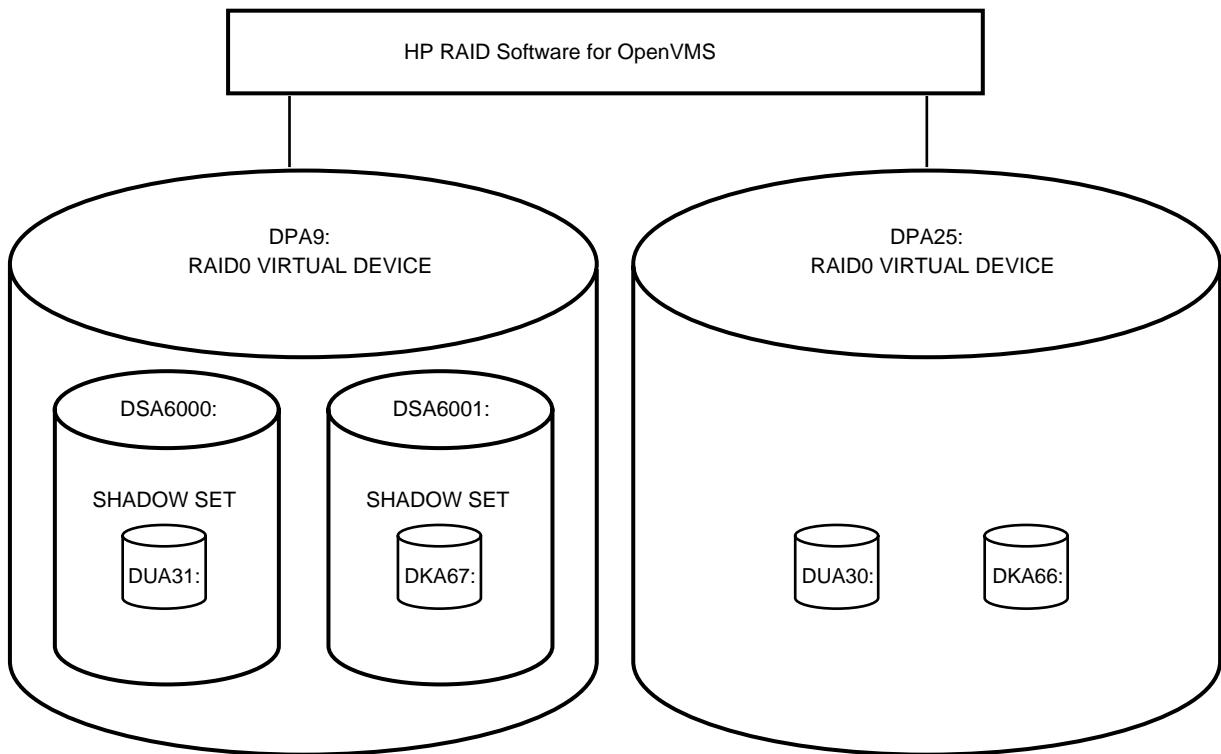 HP RAID Software for OpenVMS
DPA9:
RAID0 VIRTUAL DEVICE
DPA25:
RAID0 VIRTUAL DEVICE
DSA6000:
DSA6001:
SHADOW SET
SHADOW SET
DUA31:
DKA67:
DUA30:
DKA66: